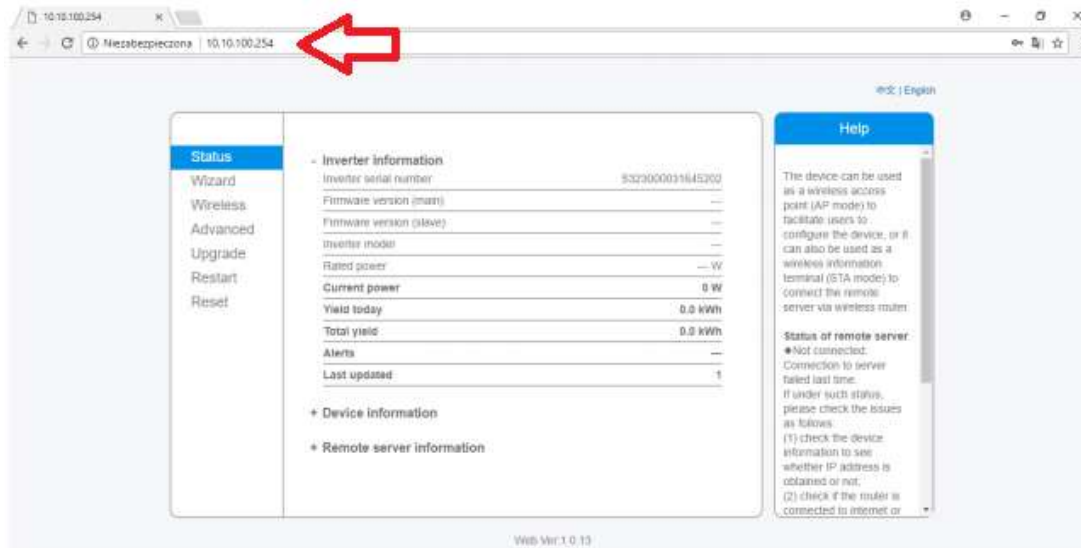 10.10.100.254
Niezabezpieczona | 10.10.100.254
中文 | English
Status
Wizard
Wireless
Advanced
Upgrade
Restart
Reset
- Inverter information
Inverter serial number
Firmware version (main) ---
Firmware version (slave) ---
Inverter model ---
Rated power --- W
Current power 0 W
Yield today 0.0 kWh
Total yield 0.0 kWh
Alerts ---
Last updated 1
+ Device information
+ Remote server information
Help
The device can be used
as a wireless access
point (AP mode) to
facilitate users to
configure the device, or it
can also be used as a
wireless information
terminal (STA mode) to
connect the remote
server via wireless router.
Status of remote server
◆Not connected:
Connection to server
failed last time.
If under such status,
please check the issues
as follows:
(1) check the device
information to see
whether IP address is
obtained or not;
(2) check if the router is
connected to internet or
Web Ver:1.0.13